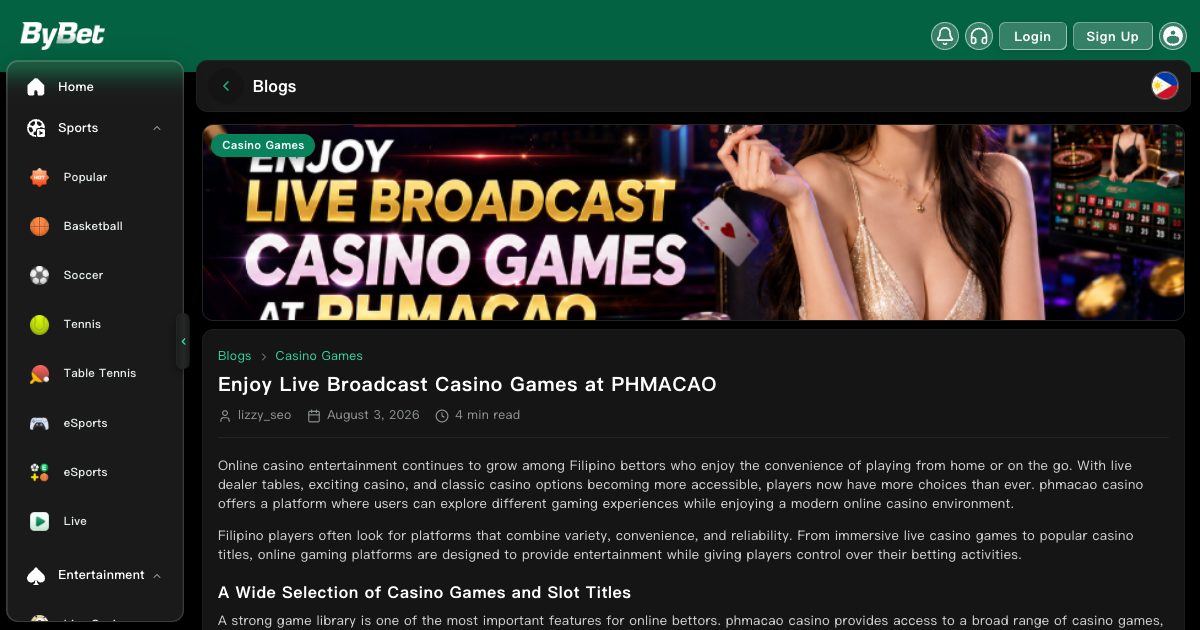 ByBet
Login
Sign Up
Home
Sports
Popular
Basketball
Soccer
Tennis
Table Tennis
eSports
eSports
Live
Entertainment
Blogs
Casino Games
ENJOY
LIVE BROADCAST
CASINO GAMES
AT PHMACAO
Blogs > Casino Games
Enjoy Live Broadcast Casino Games at PHMACAO
lizzy_seo August 3, 2026 4 min read
Online casino entertainment continues to grow among Filipino bettors who enjoy the convenience of playing from home or on the go. With live
dealer tables, exciting casino, and classic casino options becoming more accessible, players now have more choices than ever. phmacao casino
offers a platform where users can explore different gaming experiences while enjoying a modern online casino environment.
Filipino players often look for platforms that combine variety, convenience, and reliability. From immersive live casino games to popular casino
titles, online gaming platforms are designed to provide entertainment while giving players control over their betting activities.
A Wide Selection of Casino Games and Slot Titles
A strong game library is one of the most important features for online bettors. phmacao casino provides access to a broad range of casino games,